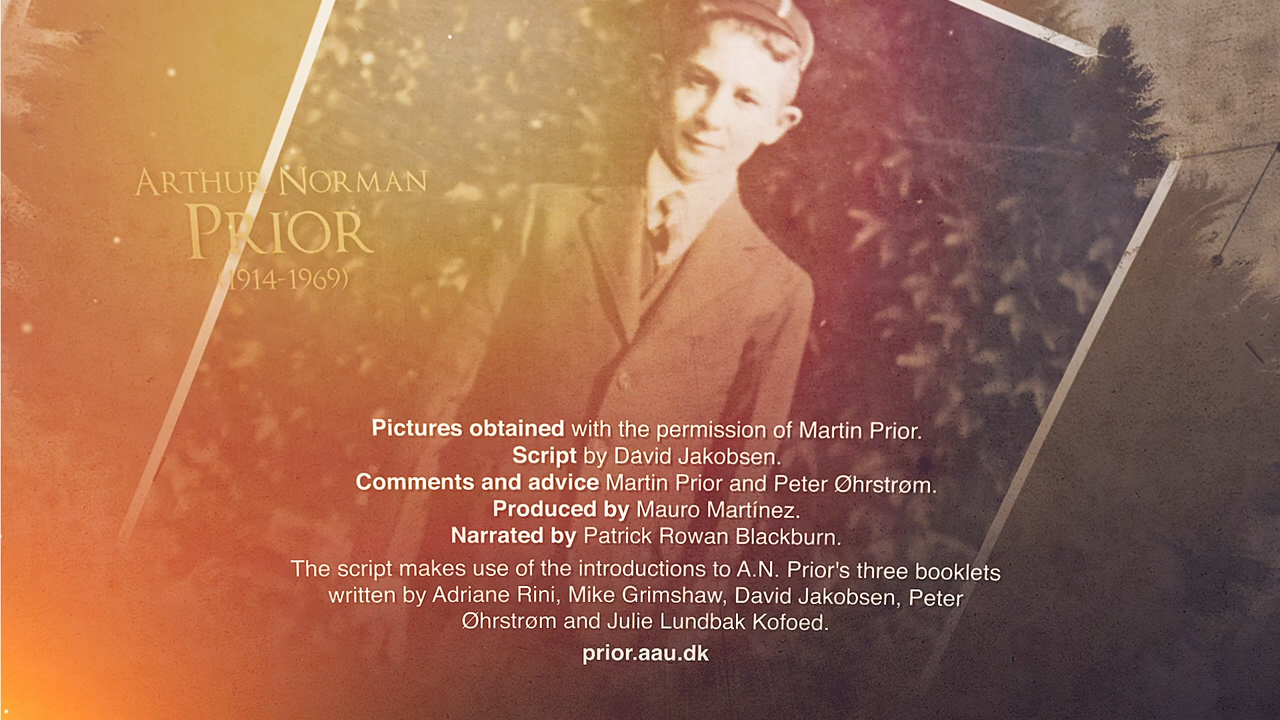 Arthur Norman
Prior
(1914-1969)
Pictures obtained with the permission of Martin Prior.
Script by David Jakobsen.
Comments and advice Martin Prior and Peter Øhrstrøm.
Produced by Mauro Martínez.
Narrated by Patrick Rowan Blackburn.
The script makes use of the introductions to A.N. Prior's three booklets
written by Adriane Rini, Mike Grimshaw, David Jakobsen, Peter
Øhrstrøm and Julie Lundbak Kofoed.
prior.aau.dk